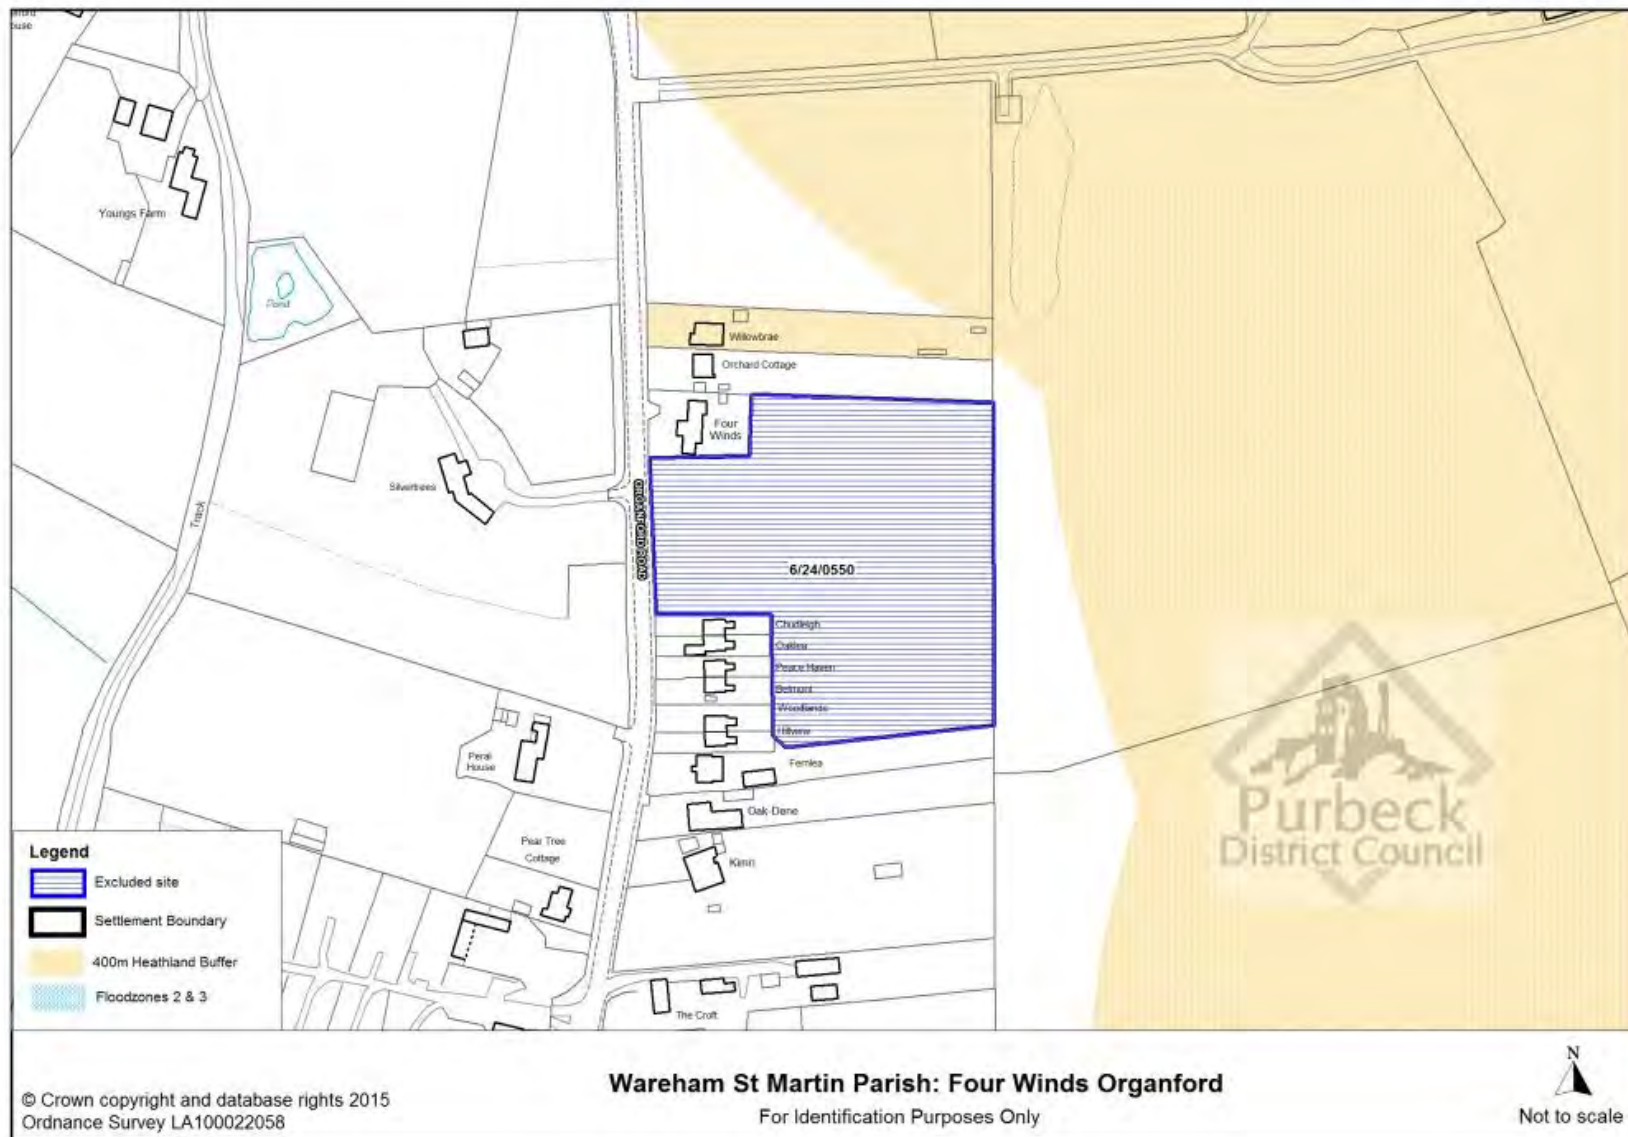 ouse
Youngs Farm
Pond
Willowbrae
Orchard Cottage
Four
Winds
Silvertrees
Track
ORGANFORD ROAD
6/24/0550
Chudleigh
Oaklea
Peace Haven
Belmont
Woodlands
Hillview
Fernlea
Peral
House
Oak-Dene
Pear Tree
Cottage
Kimri
The Croft
Purbeck
District Council
Legend
Excluded site
Settlement Boundary
400m Heathland Buffer
Floodzones 2 & 3
© Crown copyright and database rights 2015
Ordnance Survey LA100022058
Wareham St Martin Parish: Four Winds Organford
For Identification Purposes Only
N
Not to scale